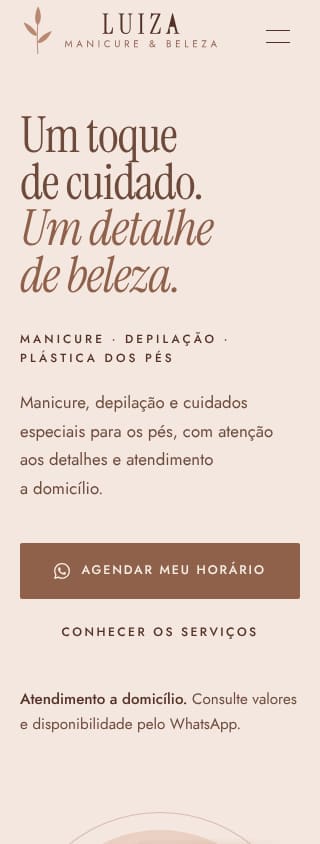 LUIZA
MANICURE & BELEZA
Um toque
de cuidado.
Um detalhe
de beleza.
MANICURE · DEPILAÇÃO ·
PLÁSTICA DOS PÉS
Manicure, depilação e cuidados
especiais para os pés, com atenção
aos detalhes e atendimento
a domicílio.
AGENDAR MEU HORÁRIO
CONHECER OS SERVIÇOS
Atendimento a domicílio. Consulte valores
e disponibilidade pelo WhatsApp.